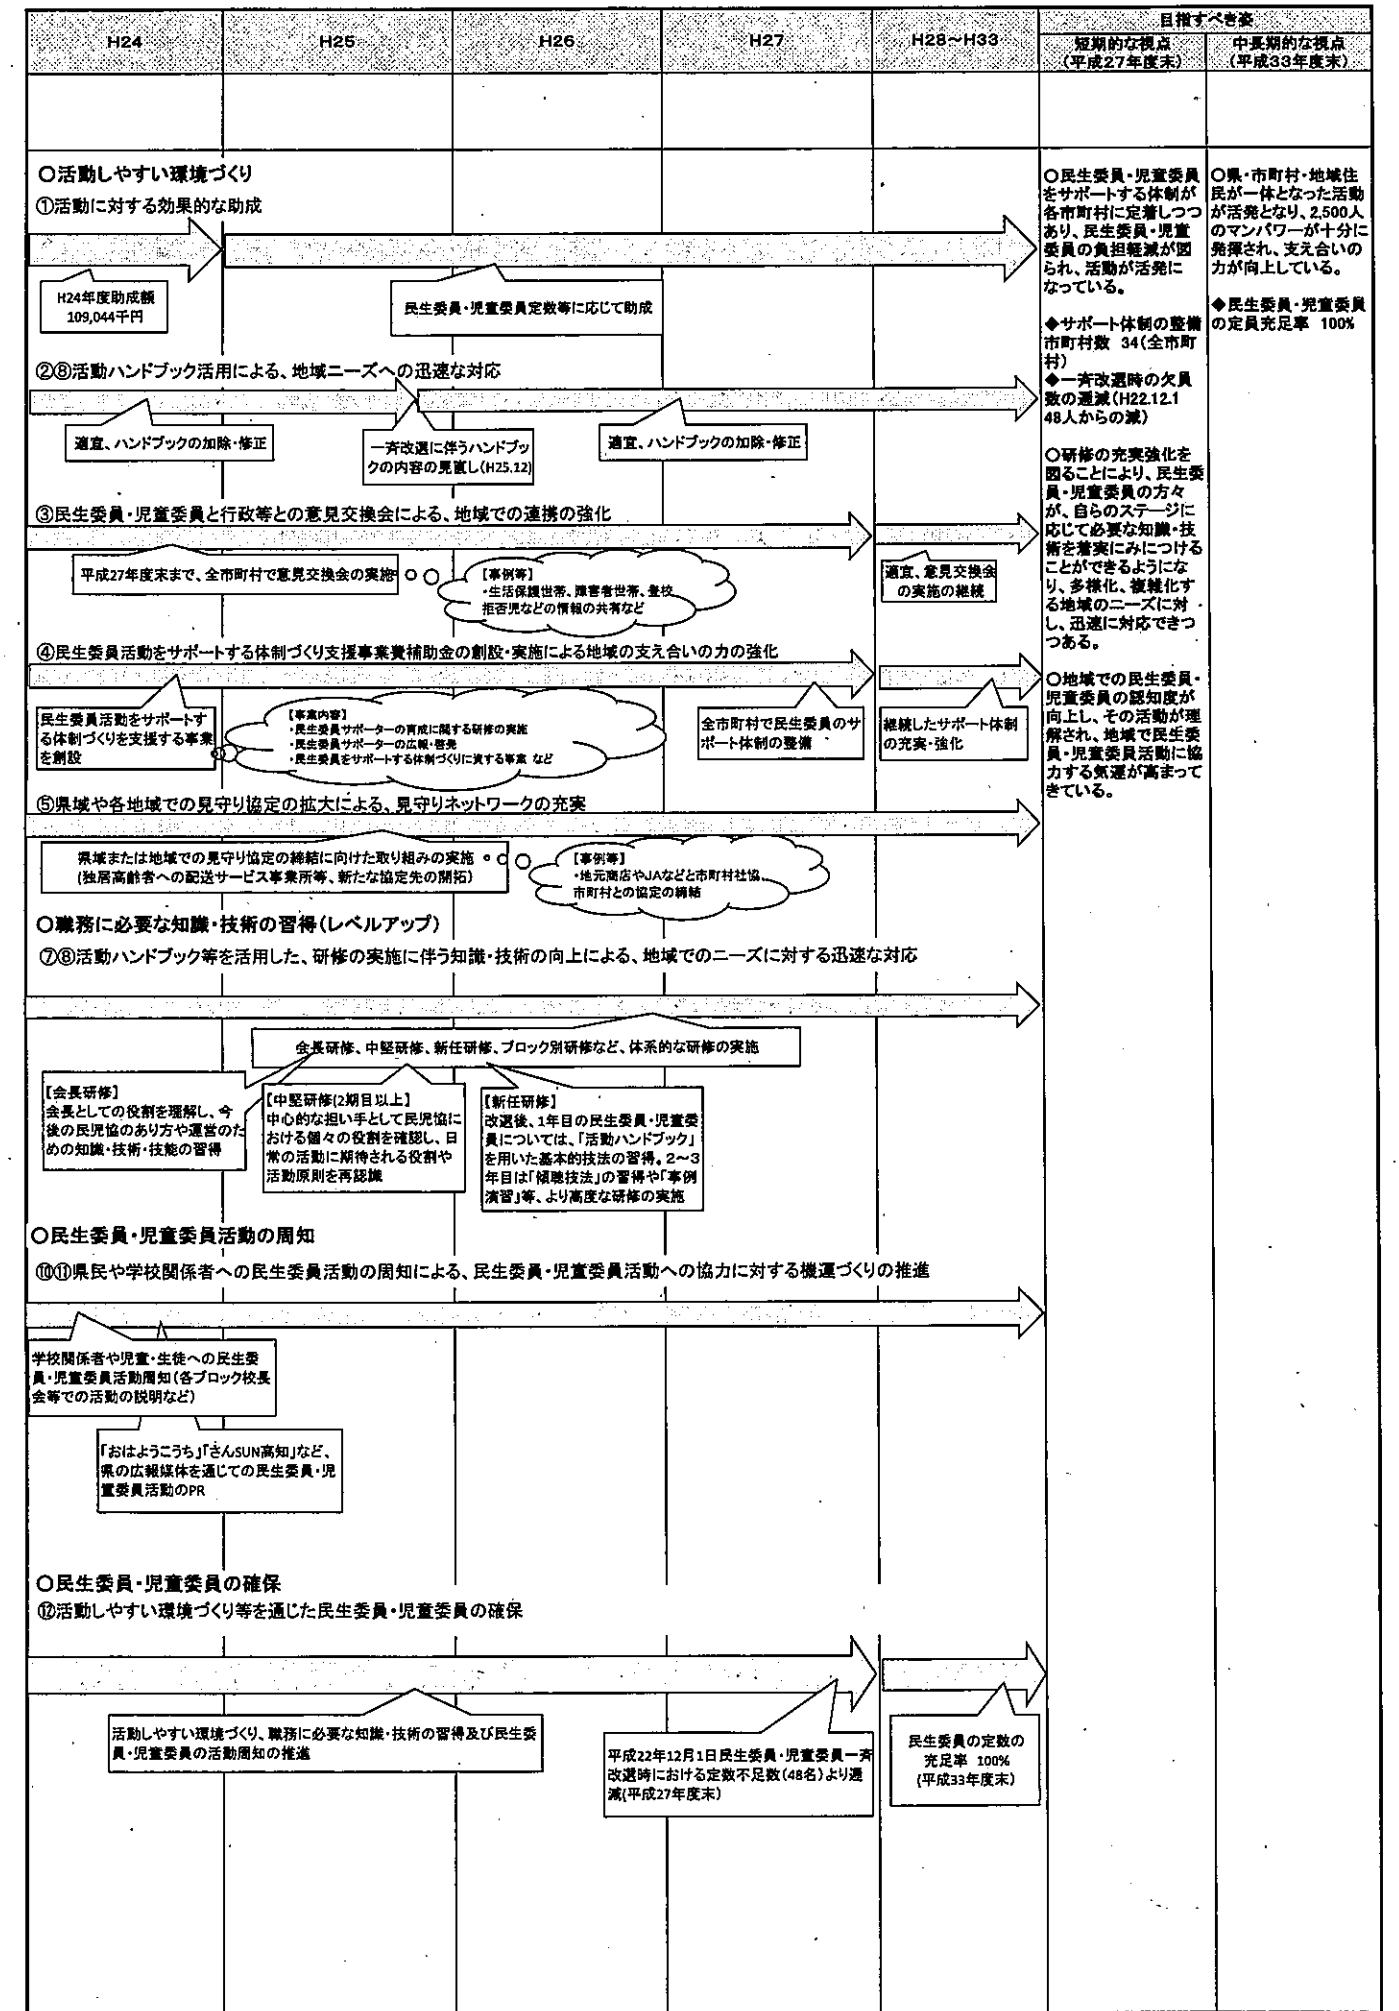 H24
H25
H26
H27
H28～H33
目指すべき姿
短期的な視点
(平成27年度末)
中長期的な視点
(平成33年度末)
○活動しやすい環境づくり
①活動に対する効果的な助成
H24年度助成額
109,044千円
民生委員・児童委員定数等に応じて助成
②⑧活動ハンドブック活用による、地域ニーズへの迅速な対応
適宜、ハンドブックの加除・修正
一斉改選に伴うハンドブッ
クの内容の見直し(H25.12)
適宜、ハンドブックの加除・修正
③民生委員・児童委員と行政等との意見交換会による、地域での連携の強化
平成27年度末まで、全市町村で意見交換会の実施
【事例等】
・生活保護世帯、障害者世帯、登校
拒否児などの情報の共有など
適宜、意見交換会
の実施の継続
④民生委員活動をサポートする体制づくり支援事業費補助金の創設・実施による地域の支え合いの力の強化
民生委員活動をサポートす
る体制づくりを支援する事業
を創設
【事業内容】
・民生委員サポーターの育成に関する研修の実施
・民生委員サポーターの広報・啓発
・民生委員をサポートする体制づくりに資する事業 など
全市町村で民生委員のサ
ポート体制の整備
継続したサポート体制
の充実・強化
⑤県域や各地域での見守り協定の拡大による、見守りネットワークの充実
県域または地域での見守り協定の締結に向けた取り組みの実施
(独居高齢者への配送サービス事業所等、新たな協定先の開拓)
【事例等】
・地元商店やJAなどと市町村社協、
市町村との協定の締結
○職務に必要な知識・技術の習得(レベルアップ)
⑦⑧活動ハンドブック等を活用した、研修の実施に伴う知識・技術の向上による、地域でのニーズに対する迅速な対応
会長研修、中堅研修、新任研修、ブロック別研修など、体系的な研修の実施
【会長研修】
会長としての役割を理解し、今
後の民児協のあり方や運営のた
めの知識・技術・技能の習得
【中堅研修(2期目以上)】
中心的な担い手として民児協に
おける個々の役割を確認し、日
常の活動に期待される役割や
活動原則を再認識
【新任研修】
改選後、1年目の民生委員・児童委
員については、「活動ハンドブック」
を用いた基本的技法の習得。2～3
年目は「傾聴技法」の習得や「事例
演習」等、より高度な研修の実施
○民生委員・児童委員活動の周知
⑩⑪県民や学校関係者への民生委員活動の周知による、民生委員・児童委員活動への協力に対する機運づくりの推進
学校関係者や児童・生徒への民生委
員・児童委員活動周知(各ブロック校長
会等での活動の説明など)
「おはようこうち」「さんSUN高知」など、
県の広報媒体を通じての民生委員・児
童委員活動のPR
○民生委員・児童委員の確保
⑫活動しやすい環境づくり等を通じた民生委員・児童委員の確保
活動しやすい環境づくり、職務に必要な知識・技術の習得及び民生委
員・児童委員の活動周知の推進
平成22年12月1日民生委員・児童委員一斉
改選時における定数不足数(48名)より逓
減(平成27年度末)
民生委員の定数の
充足率 100%
(平成33年度末)
○民生委員・児童委員
をサポートする体制が
各市町村に定着しつつ
あり、民生委員・児童
委員の負担軽減が図
られ、活動が活発に
なっている。
◆サポート体制の整備
市町村数 34(全市町
村)
◆一斉改選時の欠員
数の逓減(H22.12.1
48人からの減)
○研修の充実強化を
図ることにより、民生委
員・児童委員の方々
が、自らのステージに
応じて必要な知識・技
術を着実にみにつける
ことができるようにな
り、多様化、複雑化す
る地域のニーズに対
し、迅速に対応できつ
つある。
○地域での民生委員・
児童委員の認知度が
向上し、その活動が理
解され、地域で民生委
員・児童委員活動に協
力する気運が高まって
きている。
○県・市町村・地域住
民が一体となった活動
が活発となり、2,500人
のマンパワーが十分に
発揮され、支え合いの
力が向上している。
◆民生委員・児童委員
の定員充足率 100%